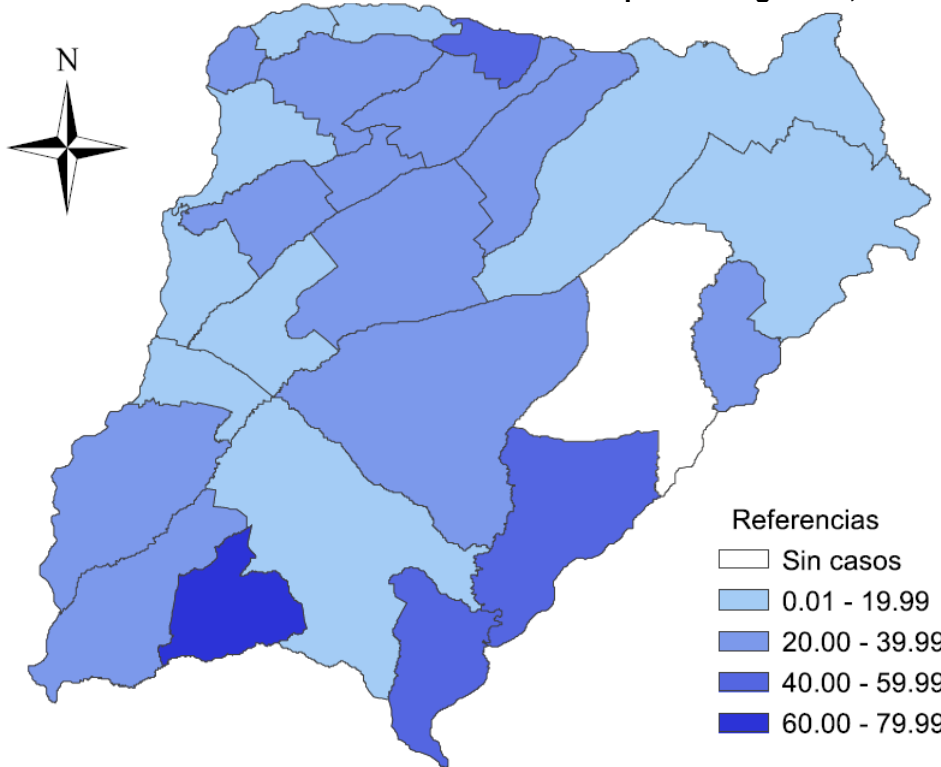 N
Referencias
Sin casos
0.01 - 19.99
20.00 - 39.99
40.00 - 59.99
60.00 - 79.99